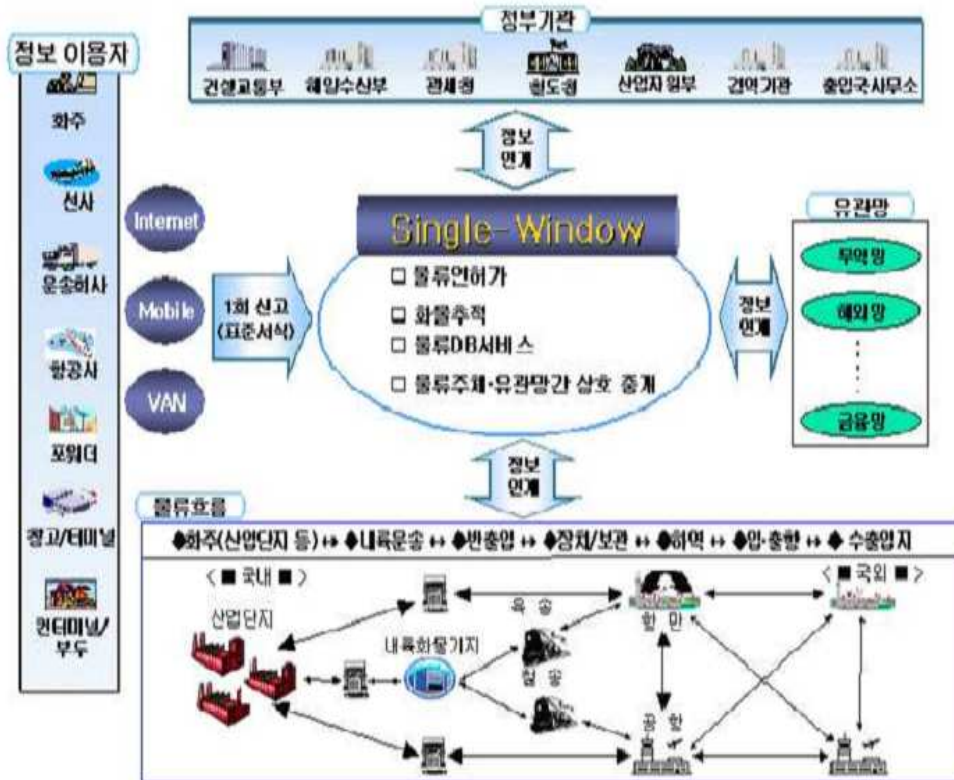 정부기관
건설교통부 해양수산부 관세청 철도청 산업자원부 검역기관 출입국사무소
정보 이용자
화주
선사
운송회사
항공사
포워더
창고/터미널
컨터미널/
부두
Internet
Mobile
VAN
1회 신고
(표준서식)
정보
연계
Single-Window
□ 물류인허가
□ 화물추적
□ 물류DB서비스
□ 물류주체·유관망간 상호 중계
정보
연계
유관망
무역망
해외망
금융망
정보
연계
물류흐름
◆화주(산업단지 등) ↔ ◆내륙운송 ↔ ◆반출입 ↔ ◆장치/보관 ↔ ◆하역 ↔ ◆입·출항 ↔ ◆ 수출입지
< ■ 국내 ■ >
< ■ 국외 ■ >
산업단지
내륙화물기지
항 만
공 항